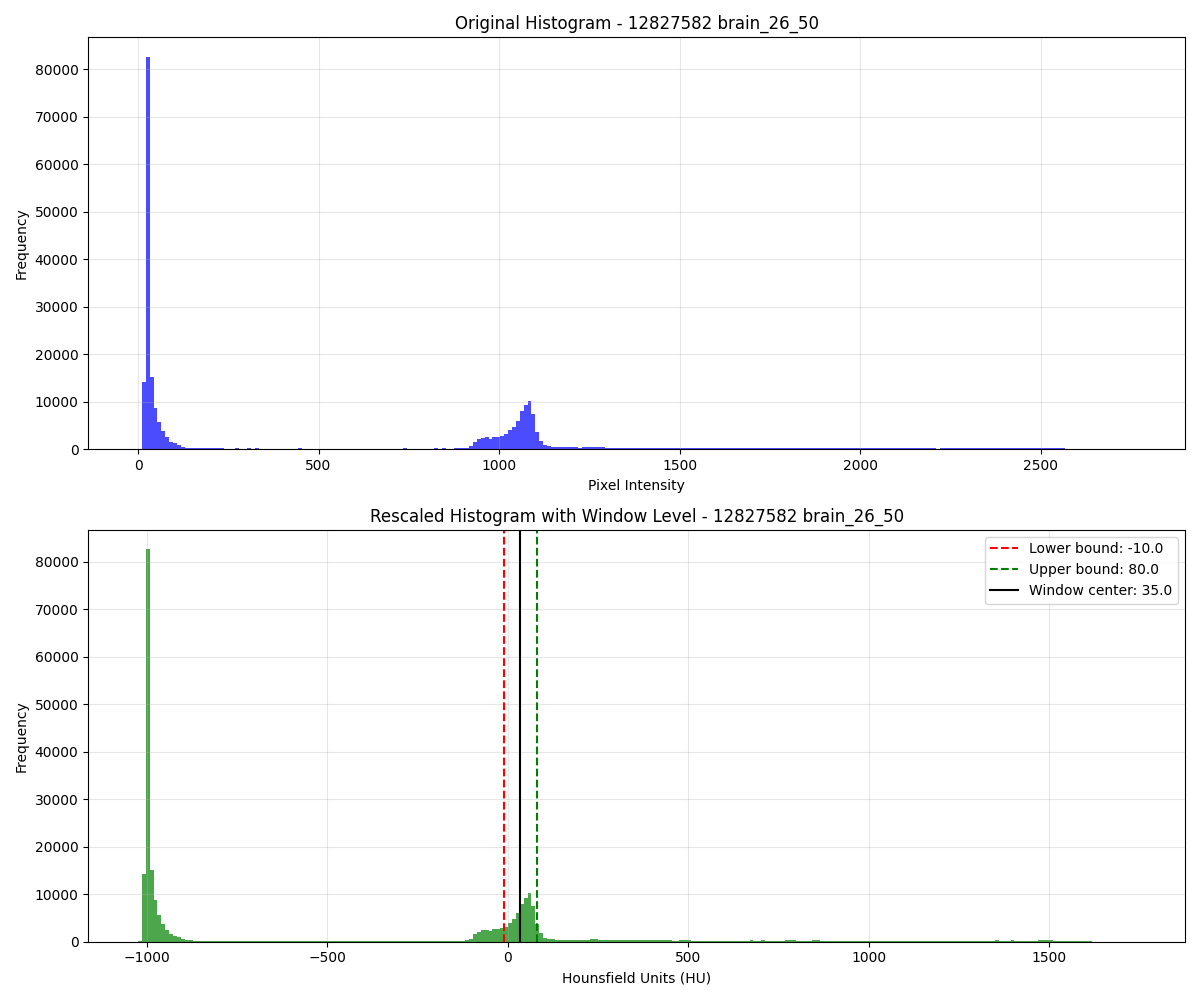 Original Histogram - 12827582 brain_26_50
80000
70000
60000
50000
40000
30000
20000
10000
0
Frequency
0 500 1000 1500 2000 2500
Pixel Intensity
Rescaled Histogram with Window Level - 12827582 brain_26_50
Lower bound: -10.0
Upper bound: 80.0
Window center: 35.0
80000
70000
60000
50000
40000
30000
20000
10000
0
Frequency
−1000 −500 0 500 1000 1500
Hounsfield Units (HU)